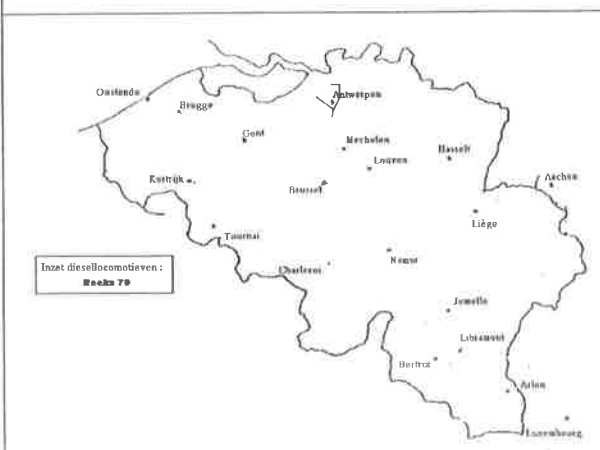 Oostende
Brugge
Antwerpen
Gent
Mechelen
Leuven
Hasselt
Aachen
Kortrijk
Brussel
Liège
Tournai
Charleroi
Namur
Inzet diesellocomotieven :
Reeks 70
Jemelle
Libramont
Bertrix
Arlon
Luxembourg